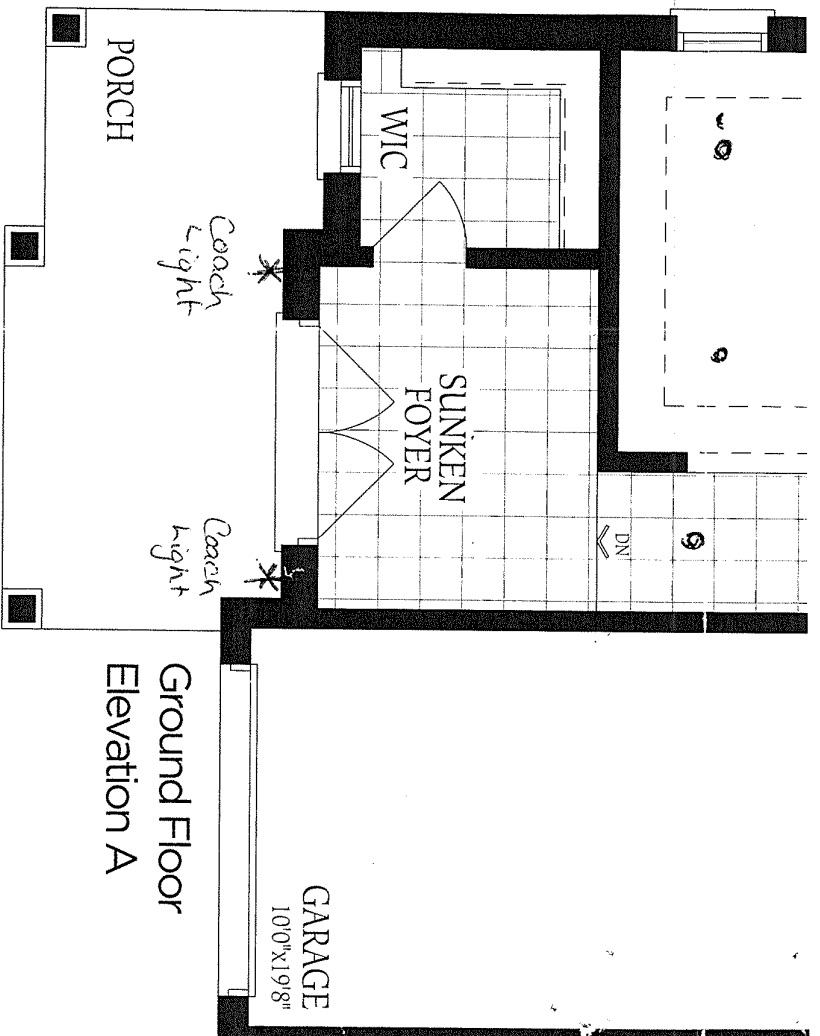 PORCH
WIC
Coach
Light
SUNKEN
FOYER
DN
Coach
Light
Ground Floor
Elevation A
GARAGE
10'0"x19'8"